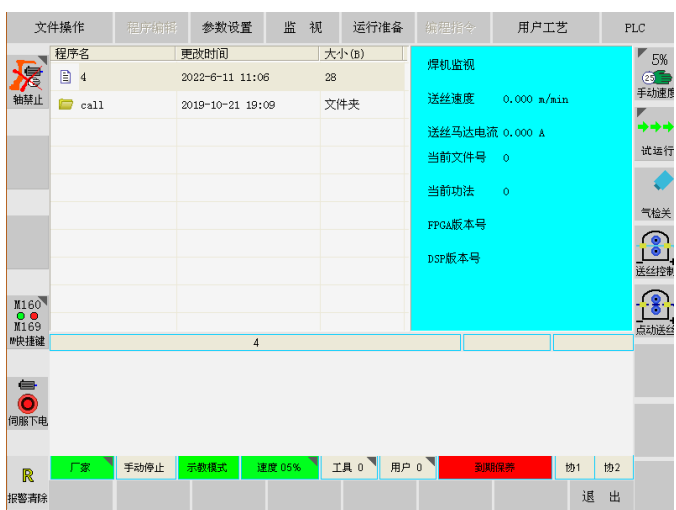 文件操作 程序编辑 参数设置 监 视 运行准备 编程指令 用户工艺 PLC
程序名 更改时间 大小(B)
4 2022-6-11 11:06 28
call 2019-10-21 19:09 文件夹
轴禁止
M160
M169
M快捷键
伺服下电
R
报警清除
焊机监视
送丝速度 0.000 m/min
送丝马达电流 0.000 A
当前文件号 0
当前功法 0
FPGA版本号
DSP版本号
5%
25
手动速度
试运行
气检关
送丝控制
点动送丝
4
厂家 手动停止 示教模式 速度 05% 工具 0 用户 0 到期保养 协1 协2
退 出